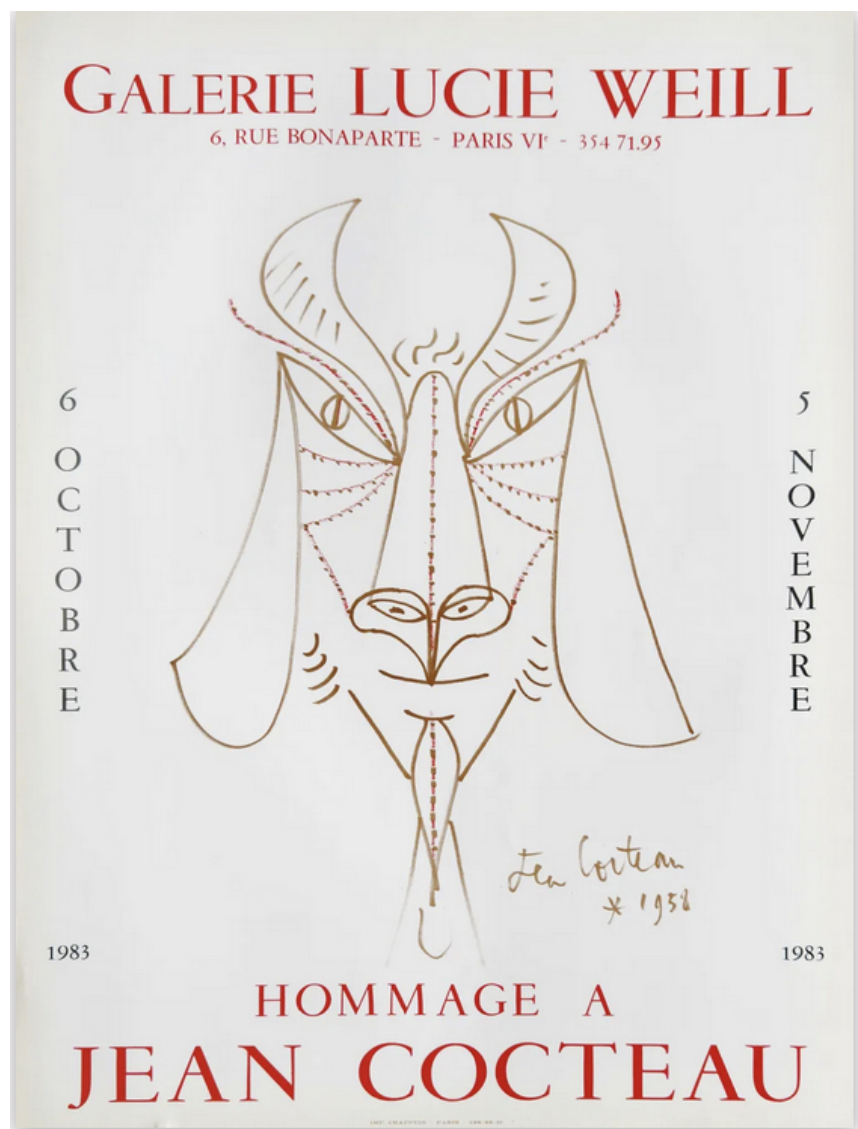 GALERIE LUCIE WEILL
6, RUE BONAPARTE - PARIS VIe - 354 71.95
6 OCTOBRE
5 NOVEMBRE
Jean Cocteau
* 1958
1983
1983
HOMMAGE A
JEAN COCTEAU